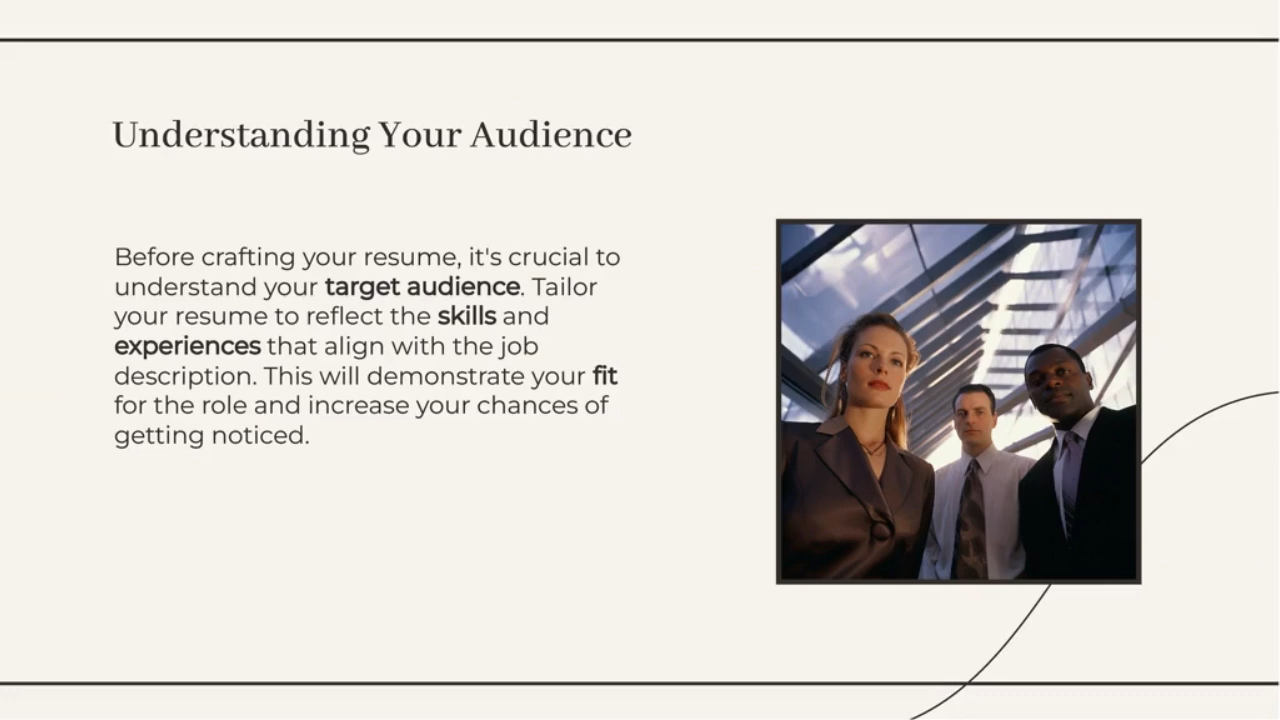 Understanding Your Audience
Before crafting your resume, it's crucial to
understand your target audience. Tailor
your resume to reflect the skills and
experiences that align with the job
description. This will demonstrate your fit
for the role and increase your chances of
getting noticed.